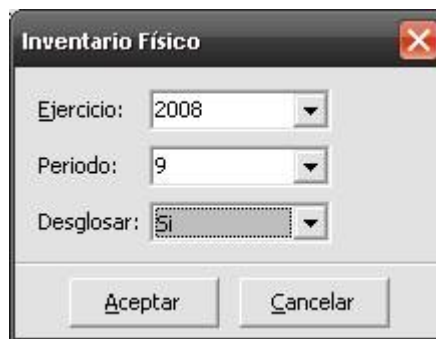 Inventario Físico
Ejercicio: 2008
Periodo: 9
Desglosar: Si
Aceptar Cancelar